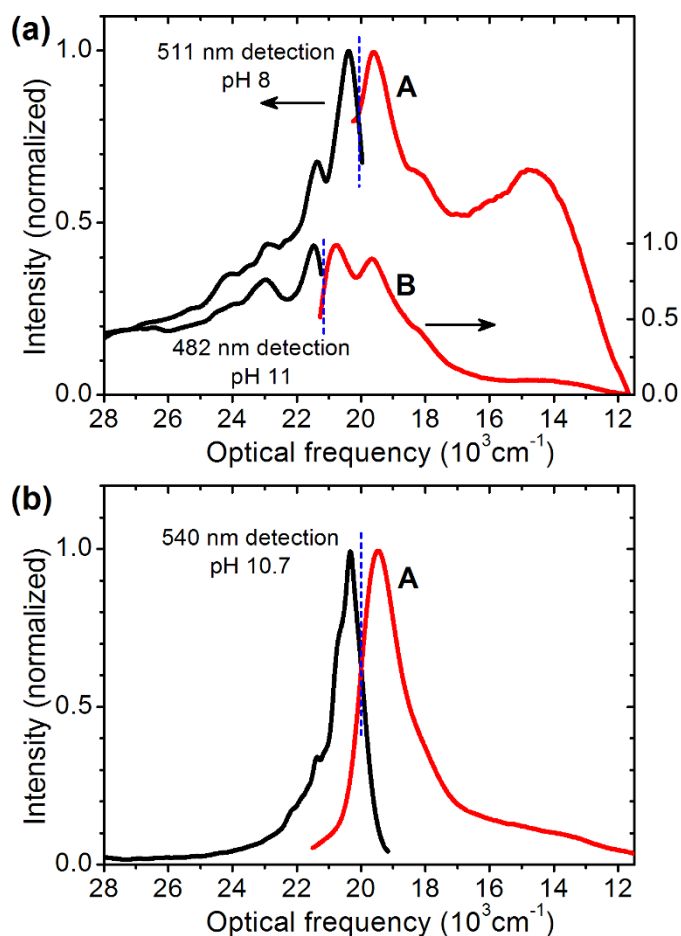 (a)
511 nm detection
pH 8
A
1.0
0.5
0.0
Intensity (normalized)
B
482 nm detection
pH 11
1.0
0.5
0.0
28 26 24 22 20 18 16 14 12
Optical frequency (10³cm⁻¹)
(b)
540 nm detection
pH 10.7
A
1.0
0.5
0.0
Intensity (normalized)
28 26 24 22 20 18 16 14 12
Optical frequency (10³cm⁻¹)